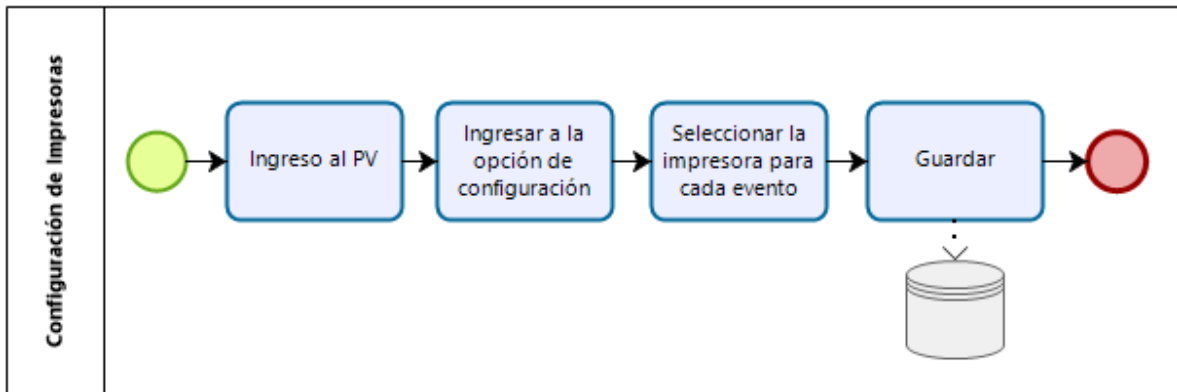 Configuración de Impresoras
Ingreso al PV
Ingresar a la
opción de
configuración
Seleccionar la
impresora para
cada evento
Guardar